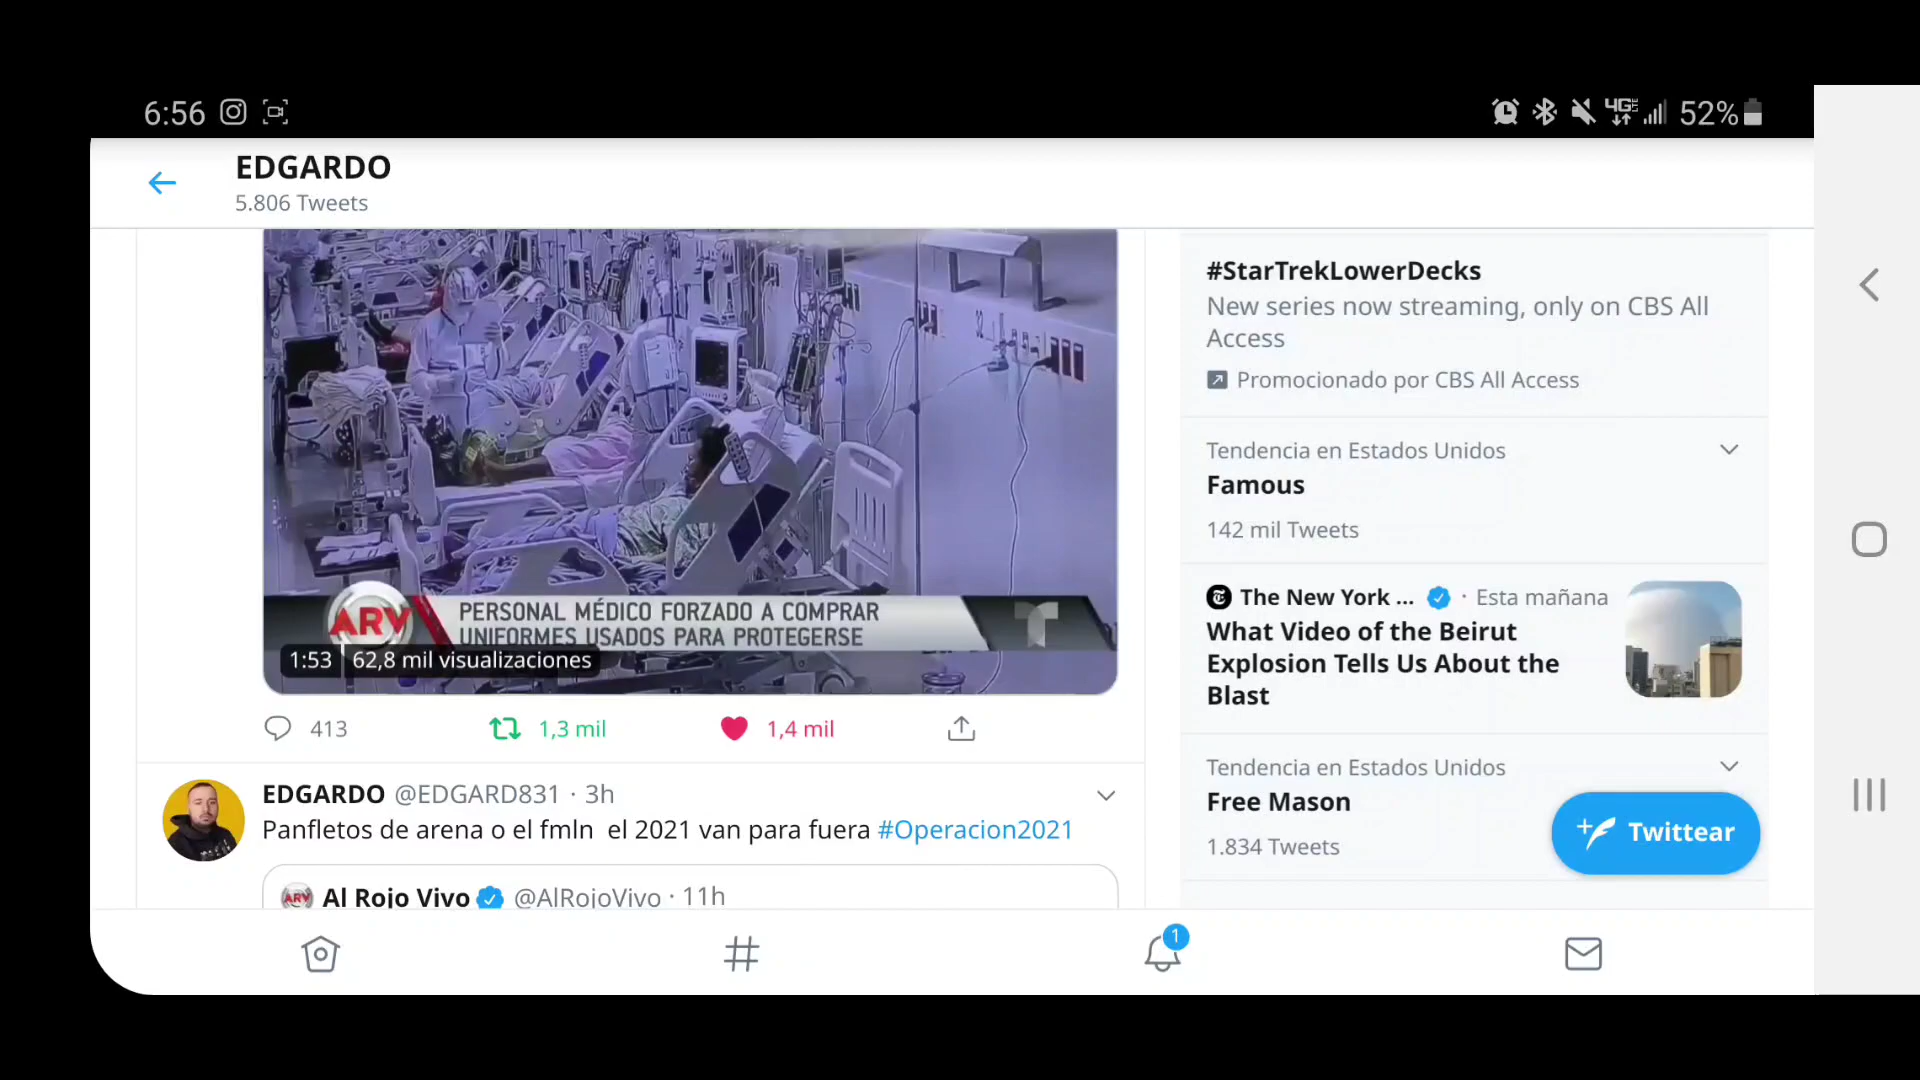 6:56
4G LTE 52%
EDGARDO
5.806 Tweets
ARV
PERSONAL MÉDICO FORZADO A COMPRAR
UNIFORMES USADOS PARA PROTEGERSE
1:53 62,8 mil visualizaciones
413 1,3 mil 1,4 mil
EDGARDO @EDGARD831 · 3h
Panfletos de arena o el fmln el 2021 van para fuera #Operacion2021
ARV Al Rojo Vivo @AlRojoVivo · 11h
#StarTrekLowerDecks
New series now streaming, only on CBS All
Access
Promocionado por CBS All Access
Tendencia en Estados Unidos
Famous
142 mil Tweets
The New York ... · Esta mañana
What Video of the Beirut
Explosion Tells Us About the
Blast
Tendencia en Estados Unidos
Free Mason
1.834 Tweets
Twittear
1